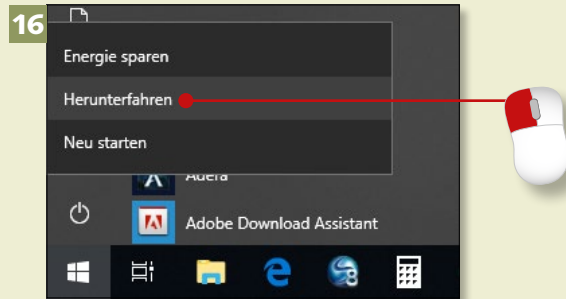 16
Energie sparen
Herunterfahren
Neu starten
Adera
Adobe Download Assistant